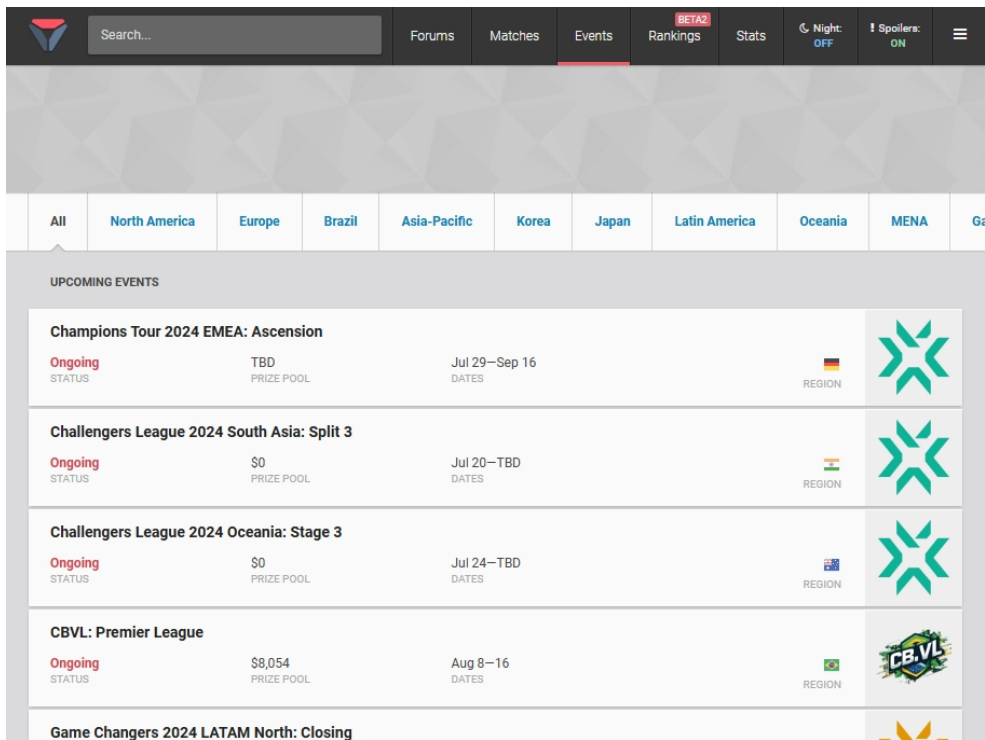 Search...
Forums
Matches
Events
BETA2
Rankings
Stats
Night:
OFF
! Spoilers:
ON
All
North America
Europe
Brazil
Asia-Pacific
Korea
Japan
Latin America
Oceania
MENA
UPCOMING EVENTS
Champions Tour 2024 EMEA: Ascension
Ongoing TBD Jul 29—Sep 16
STATUS PRIZE POOL DATES REGION
Challengers League 2024 South Asia: Split 3
Ongoing $0 Jul 20—TBD
STATUS PRIZE POOL DATES REGION
Challengers League 2024 Oceania: Stage 3
Ongoing $0 Jul 24—TBD
STATUS PRIZE POOL DATES REGION
CBVL: Premier League
Ongoing $8,054 Aug 8—16
STATUS PRIZE POOL DATES REGION
CB.VL
Game Changers 2024 LATAM North: Closing